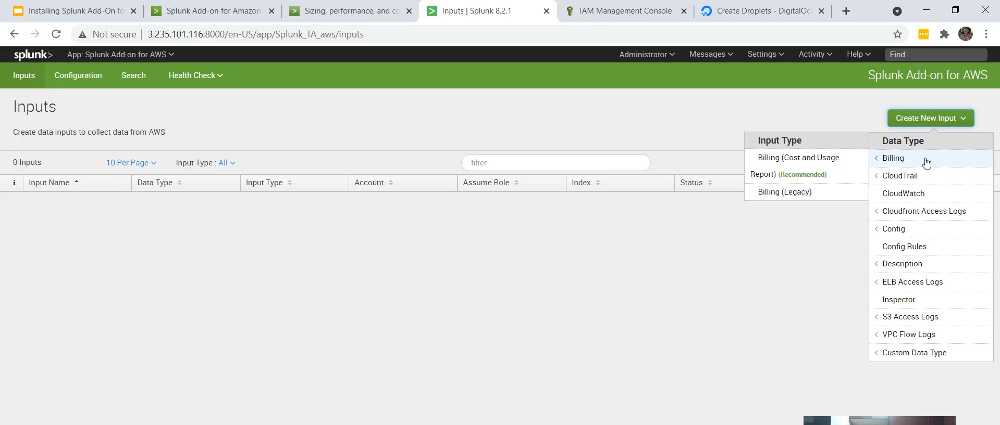 Installing Splunk Add-On fo
Splunk Add-on for Amazon
Sizing, performance, and co
Inputs | Splunk 8.2.1
IAM Management Console
Create Droplets - DigitalOce
Not secure
3.235.101.116:8000/en-US/app/Splunk_TA_aws/inputs
splunk>
App: Splunk Add-on for AWS
Administrator
Messages
Settings
Activity
Help
Find
Inputs
Configuration
Search
Health Check
Splunk Add-on for AWS
Inputs
Create New Input
Create data inputs to collect data from AWS
0 Inputs
10 Per Page
Input Type : All
filter
i
Input Name
Data Type
Input Type
Account
Assume Role
Index
Status
Input Type
Billing (Cost and Usage
Report) (Recommended)
Billing (Legacy)
Data Type
Billing
CloudTrail
CloudWatch
Cloudfront Access Logs
Config
Config Rules
Description
ELB Access Logs
Inspector
S3 Access Logs
VPC Flow Logs
Custom Data Type